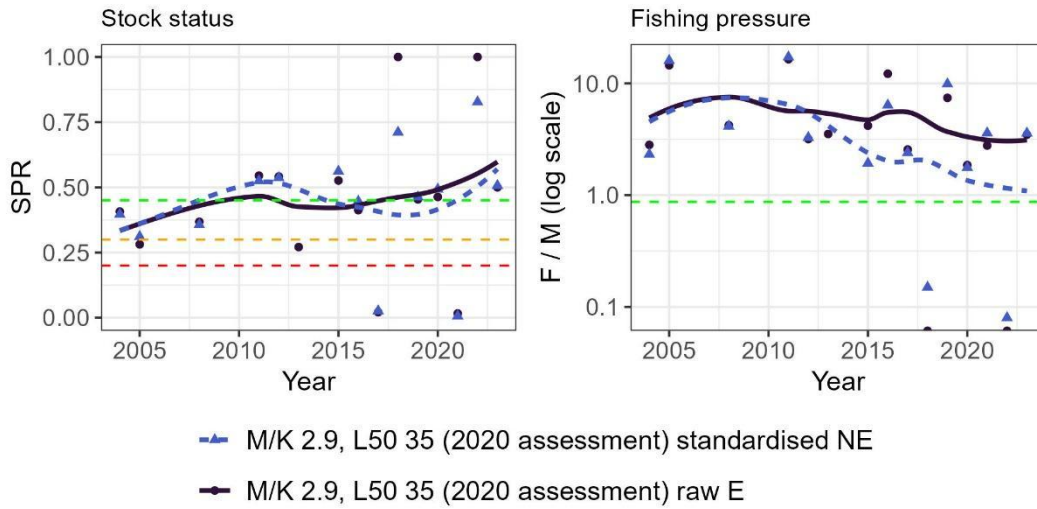 Stock status
SPR
1.00
0.75
0.50
0.25
0.00
2005 2010 2015 2020
Year
Fishing pressure
F / M (log scale)
10.0
1.0
0.1
2005 2010 2015 2020
Year
M/K 2.9, L50 35 (2020 assessment) standardised NE
M/K 2.9, L50 35 (2020 assessment) raw E